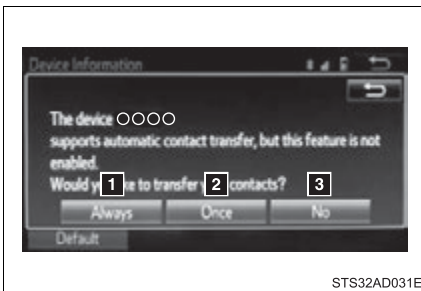 Device Information
The device ○○○○
supports automatic contact transfer, but this feature is not
enabled.
Would y 1 ke to transfer y 2 contacts? 3
Always Once No
Default
STS32AD031E